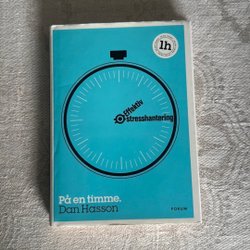 1h
effektiv
stresshantering
På en timme.
Dan Hasson
FORUM